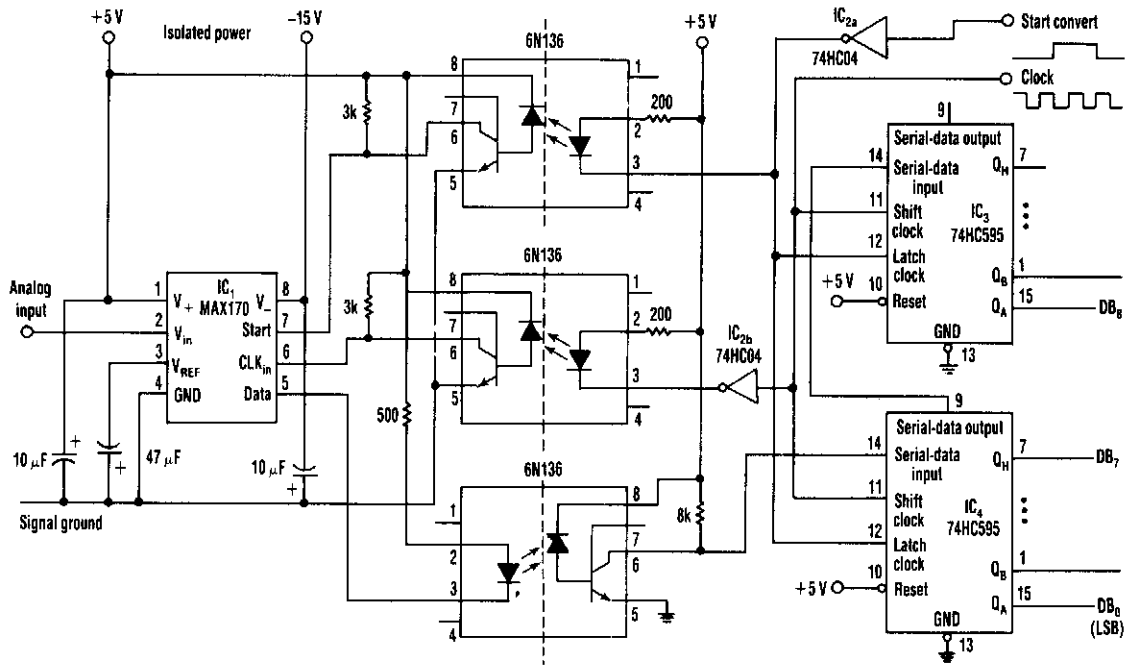 +5 V
Isolated power
-15 V
6N136
+5 V
IC2a
74HC04
Start convert
Clock
8
7
6
5
1
2
3
4
3k
200
9
Serial-data output
14
Serial-data
input
11
Shift
clock
12
Latch
clock
+5 V
10
Reset
GND
13
QH
7
IC3
74HC595
QB
1
QA
15
DB8
Analog
input
IC1
MAX170
1
V+
2
Vin
3
VREF
4
GND
8
V-
7
Start
6
CLKin
5
Data
3k
6N136
8
7
6
5
1
2
3
4
200
IC2b
74HC04
10 µF
+
47 µF
+
10 µF
+
Signal ground
500
6N136
1
2
3
4
8
7
6
5
8k
9
Serial-data output
14
Serial-data
input
11
Shift
clock
12
Latch
clock
+5 V
10
Reset
GND
13
QH
7
DB7
IC4
74HC595
QB
1
QA
15
DB0
(LSB)